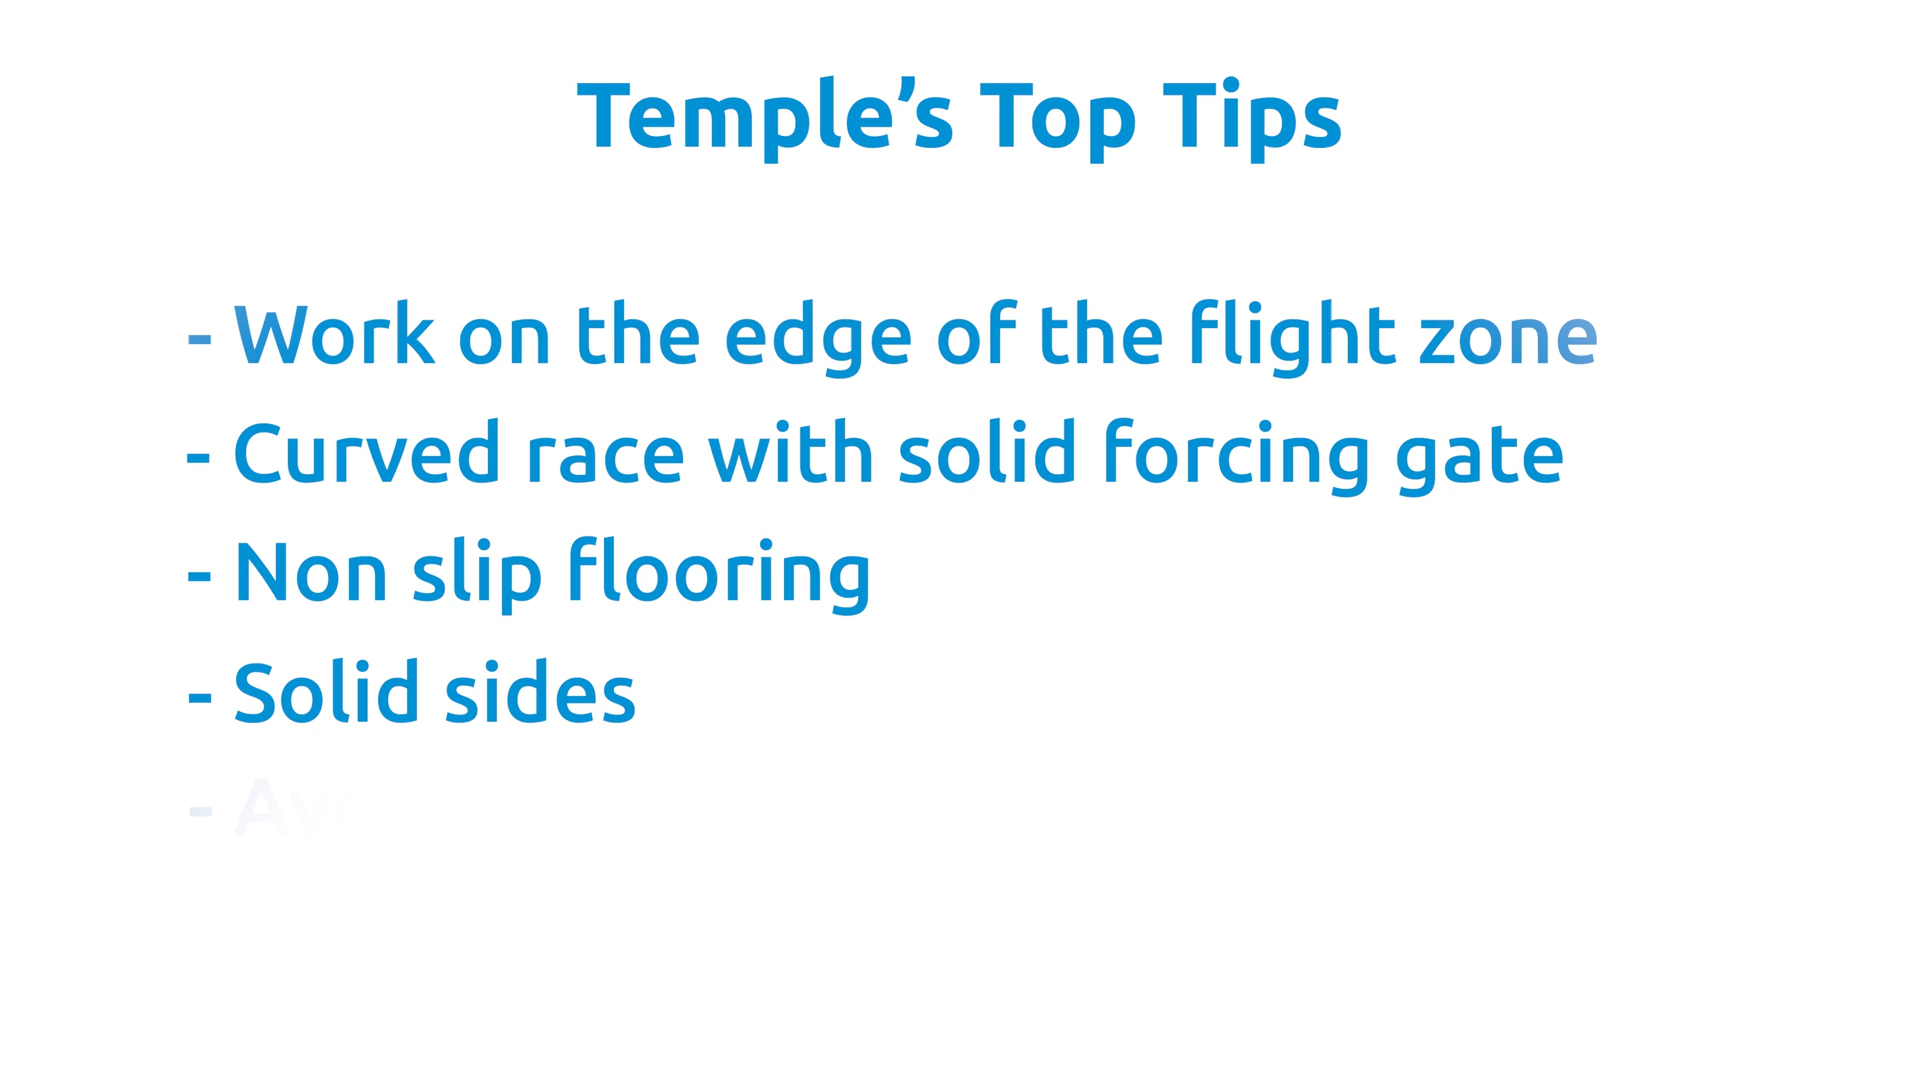 Temple’s Top Tips
- Work on the edge of the flight zone
- Curved race with solid forcing gate
- Non slip flooring
- Solid sides
-